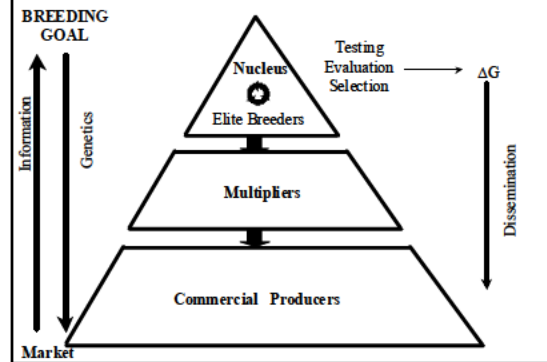 BREEDING
GOAL
Information
Genetics
Market
Nucleus
Elite Breeders
Multipliers
Commercial Producers
Testing
Evaluation
Selection
ΔG
Dissemination